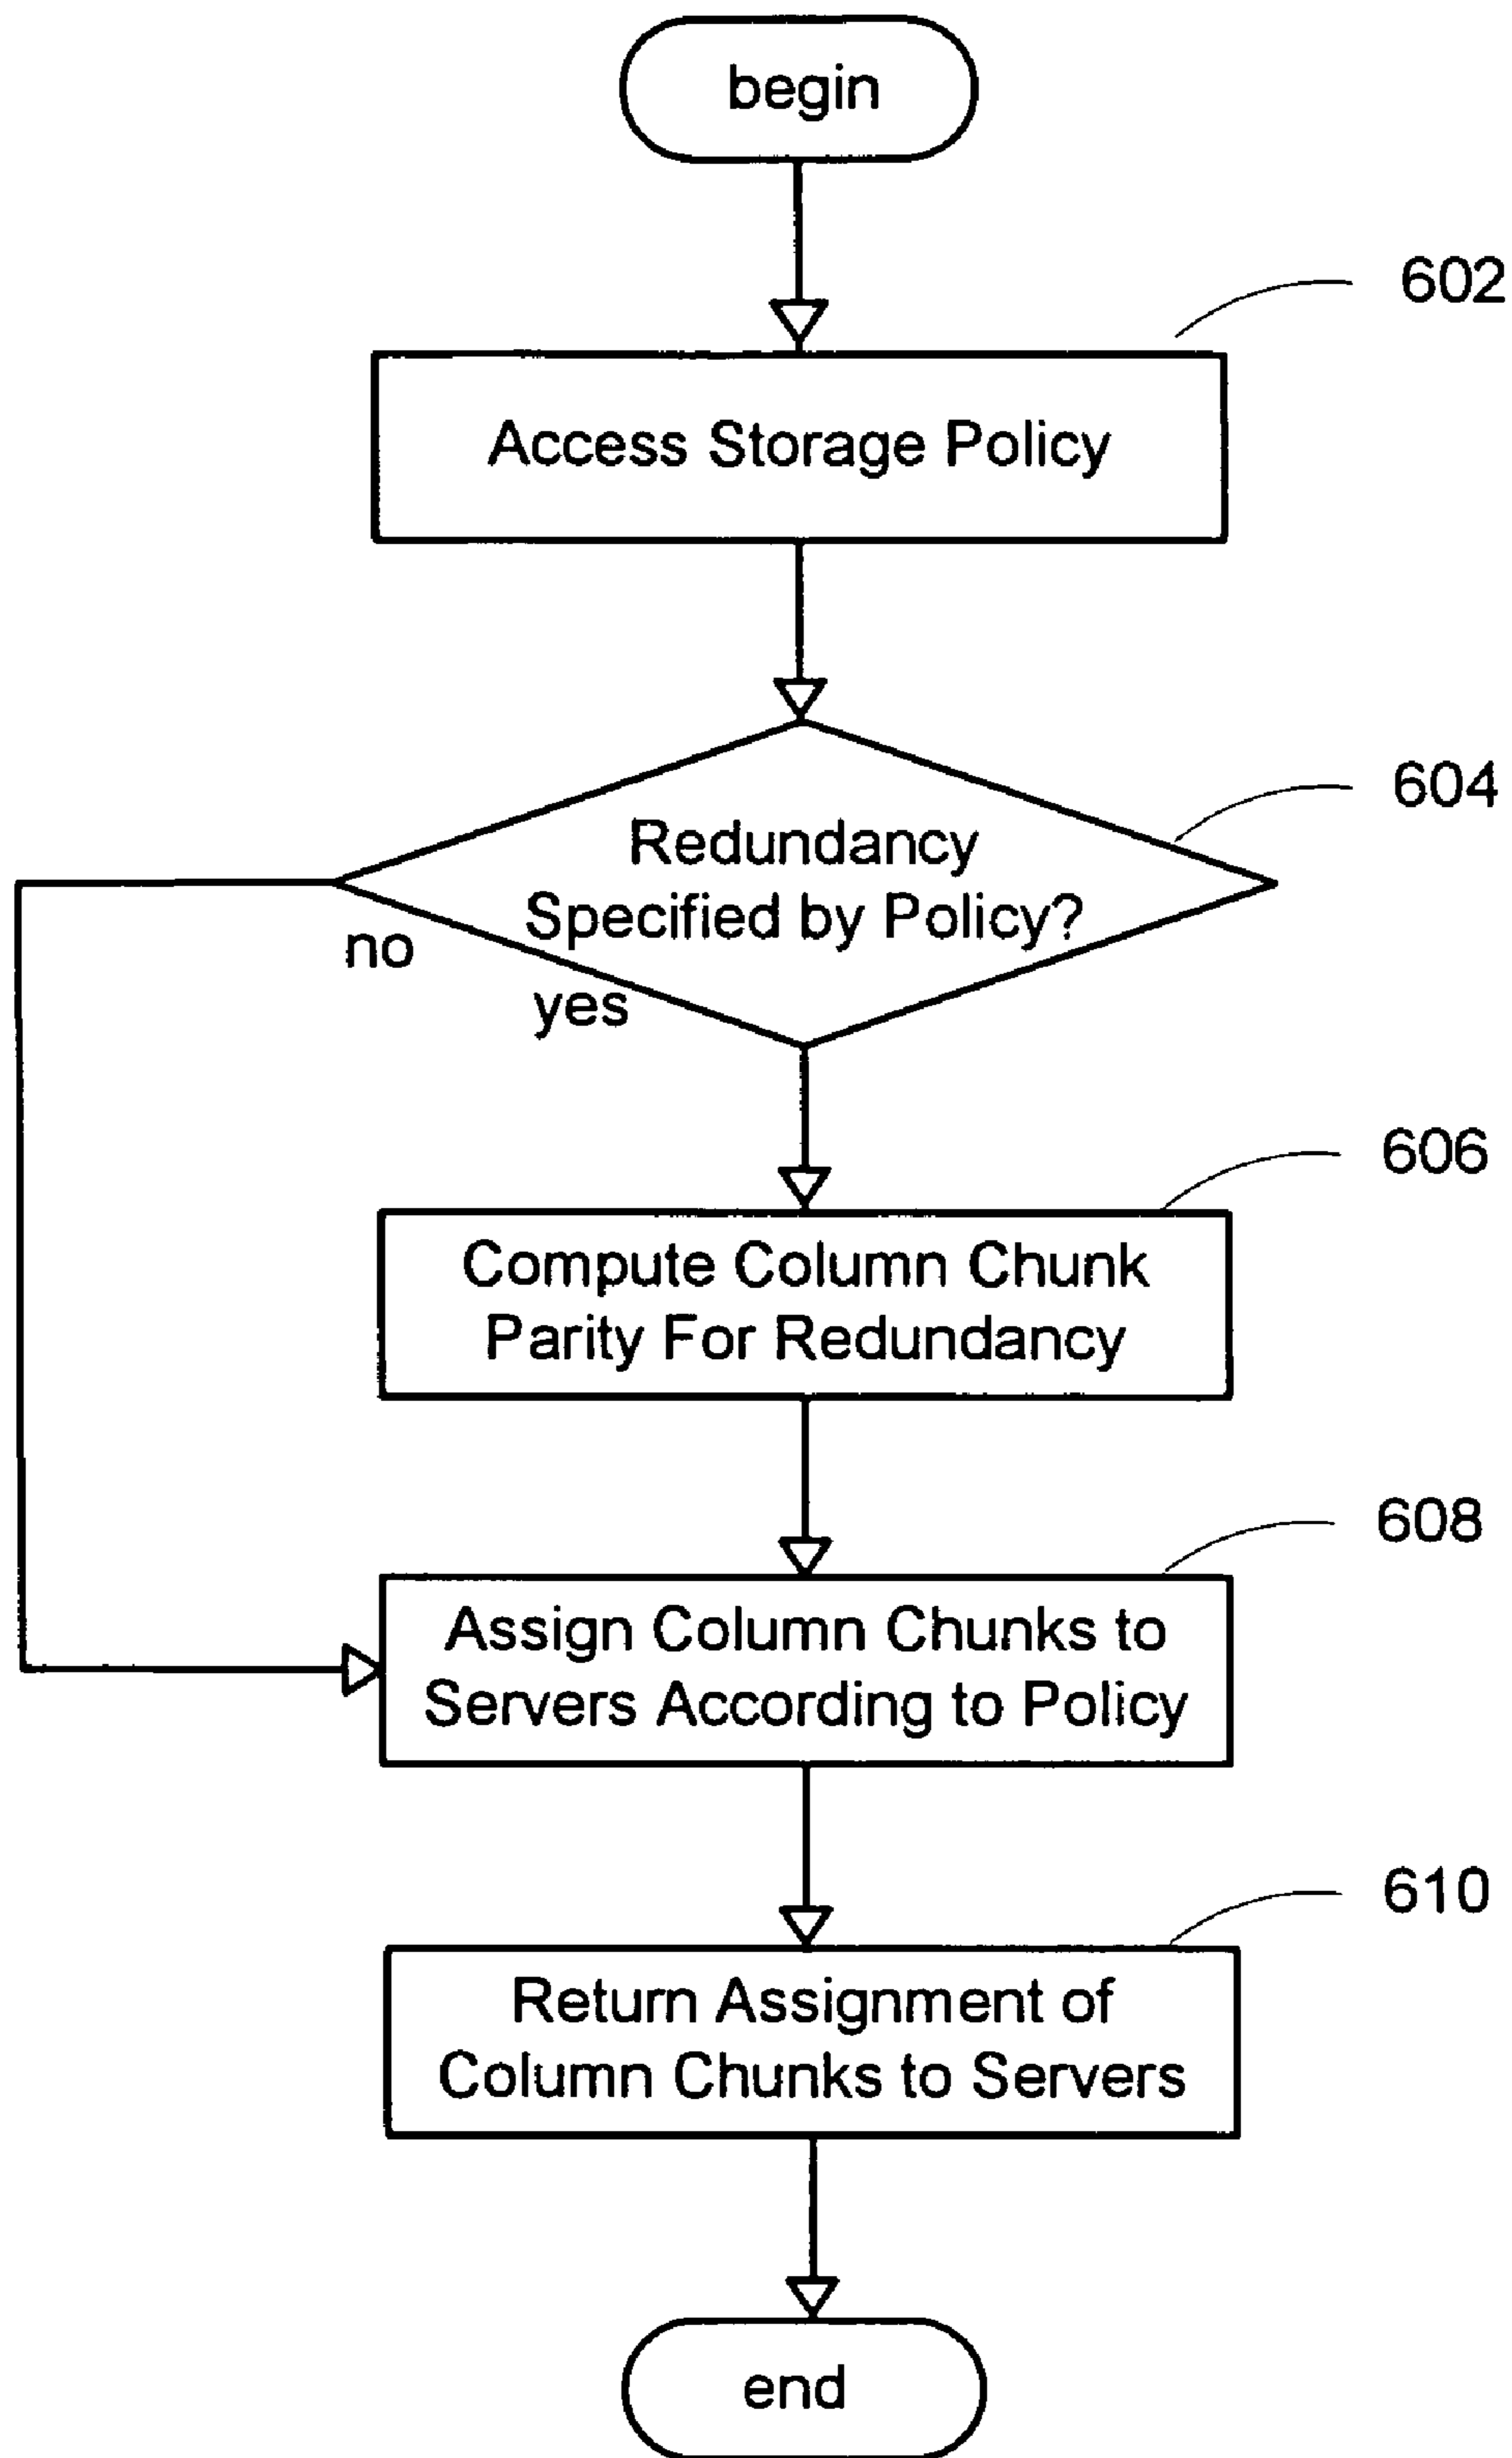 begin
602
Access Storage Policy
604
Redundancy
Specified by Policy?
no
yes
606
Compute Column Chunk
Parity For Redundancy
608
Assign Column Chunks to
Servers According to Policy
610
Return Assignment of
Column Chunks to Servers
end